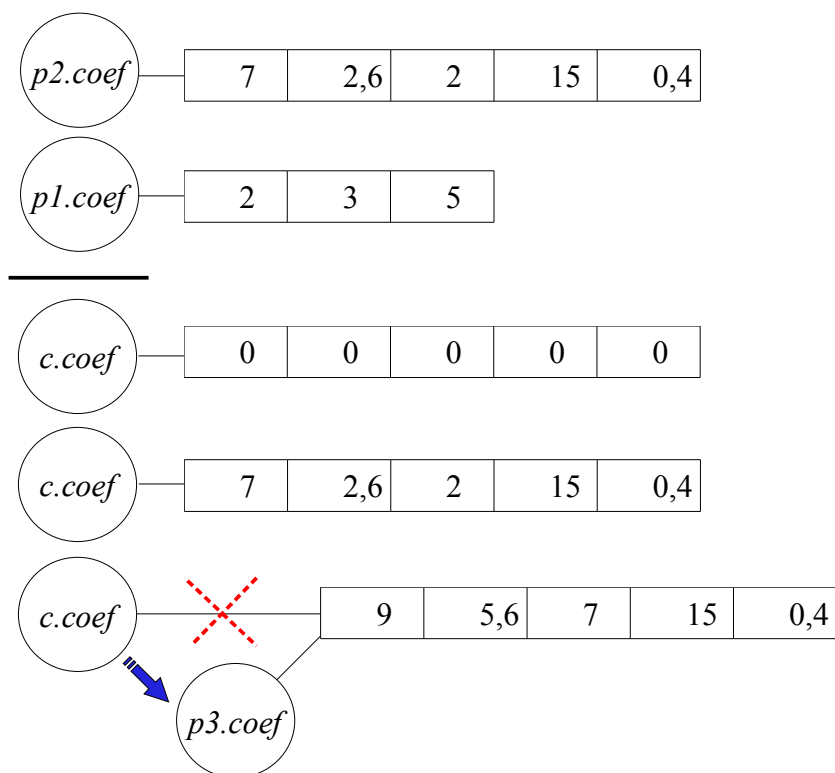 p2.coef 7 2,6 2 15 0,4
p1.coef 2 3 5
c.coef 0 0 0 0 0
c.coef 7 2,6 2 15 0,4
c.coef 9 5,6 7 15 0,4
p3.coef